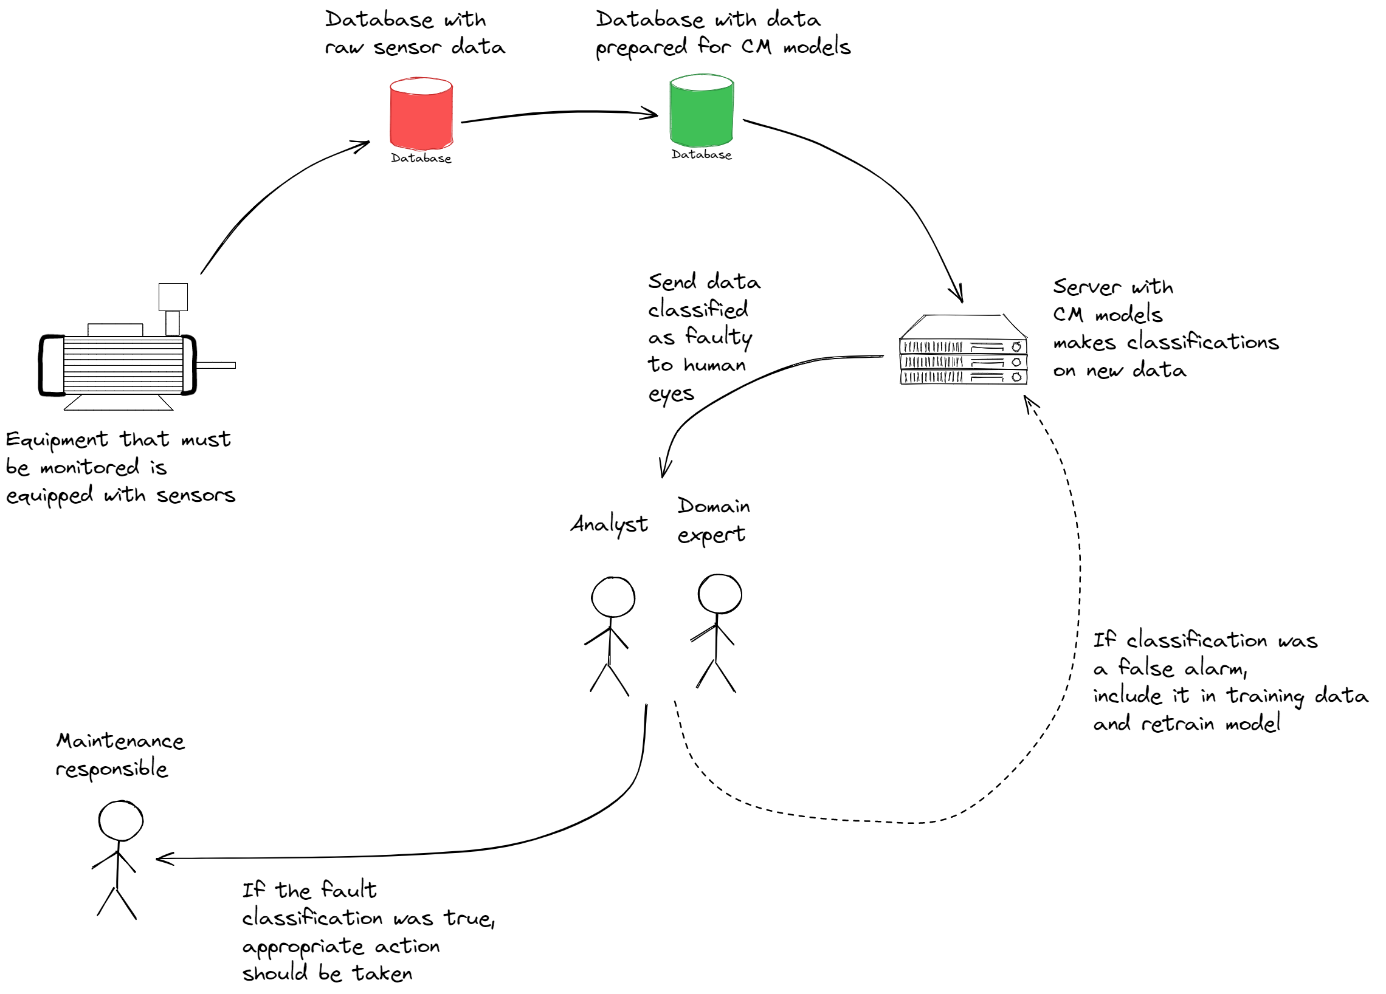 Database with
raw sensor data
Database
Database with data
prepared for CM models
Database
Equipment that must
be monitored is
equipped with sensors
Send data
classified
as faulty
to human
eyes
Server with
CM models
makes classifications
on new data
Analyst
Domain
expert
If classification was
a false alarm,
include it in training data
and retrain model
Maintenance
responsible
If the fault
classification was true,
appropriate action
should be taken